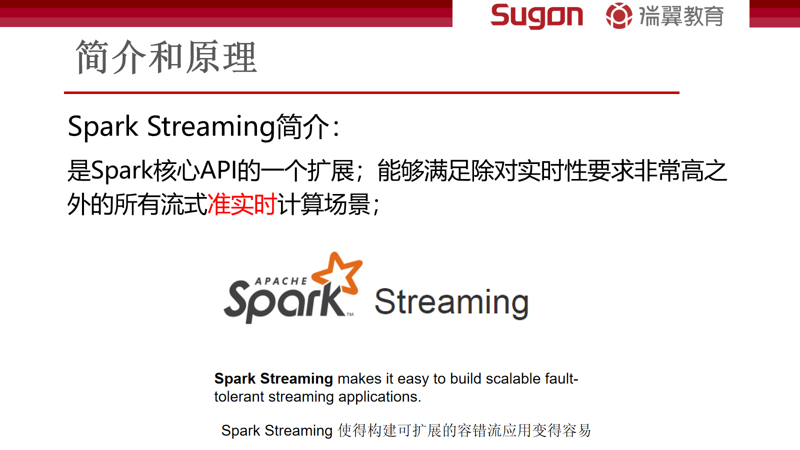 Sugon 瑞翼教育
简介和原理
Spark Streaming简介：
是Spark核心API的一个扩展；能够满足除对实时性要求非常高之
外的所有流式准实时计算场景；
APACHE
Spark™ Streaming
Spark Streaming makes it easy to build scalable fault-
tolerant streaming applications.
Spark Streaming 使得构建可扩展的容错流应用变得容易